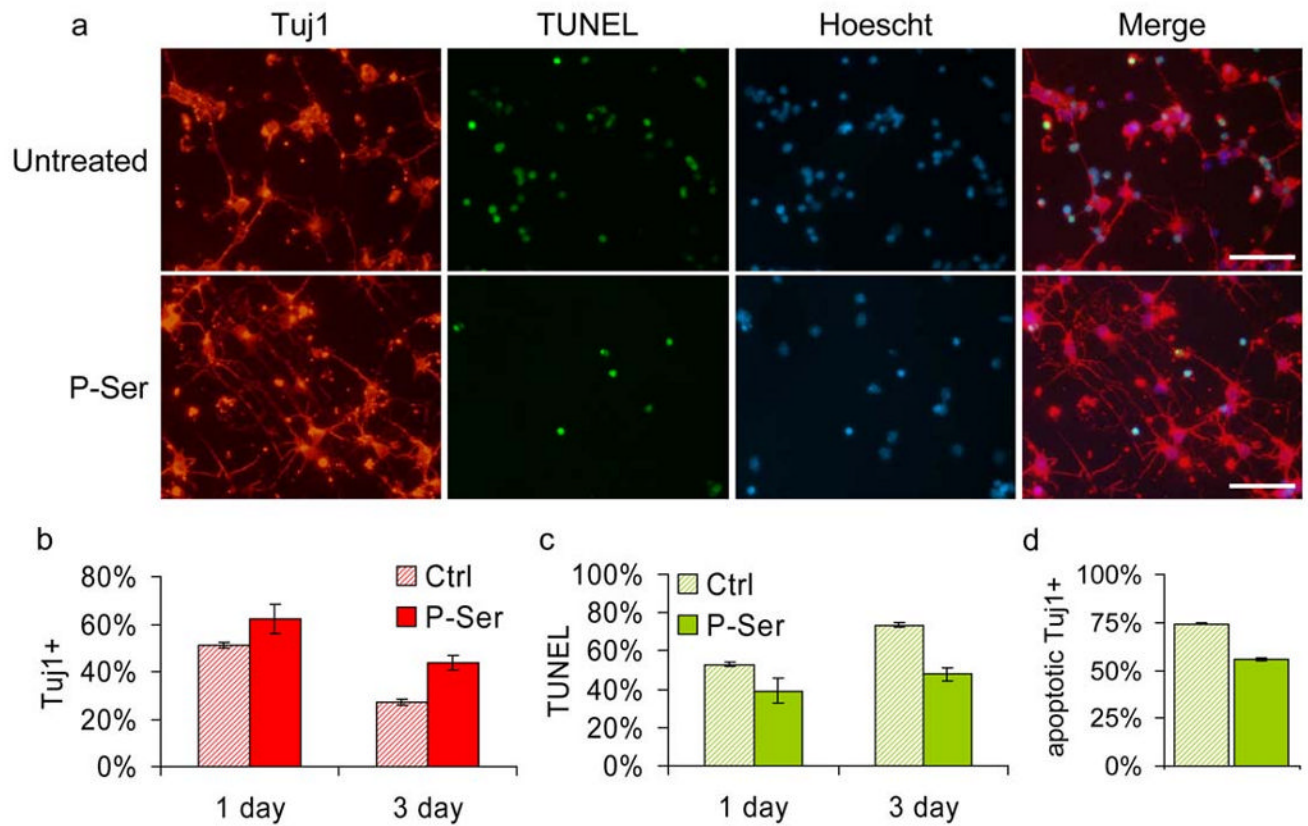 a
Tuj1 TUNEL Hoescht Merge
Untreated
P-Ser
b
Tuj1+
80%
60%
40%
20%
0%
Ctrl
P-Ser
1 day 3 day
c
TUNEL
100%
80%
60%
40%
20%
0%
Ctrl
P-Ser
1 day 3 day
d
apoptotic Tuj1+
100%
75%
50%
25%
0%